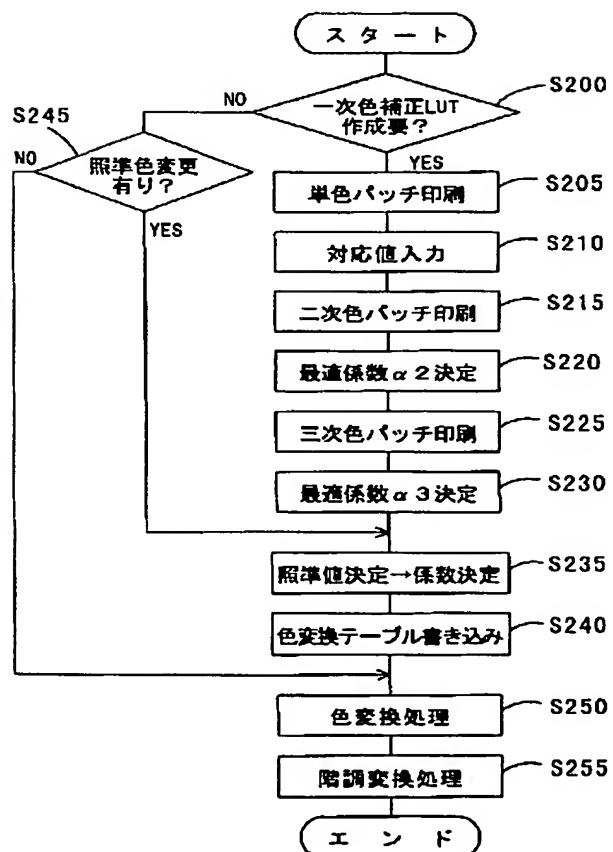 スタート
S200
一次色補正LUT
作成要？
NO
YES
S245
照準色変更
有り？
NO
YES
単色パッチ印刷
S205
対応値入力
S210
二次色パッチ印刷
S215
最適係数α2決定
S220
三次色パッチ印刷
S225
最適係数α3決定
S230
照準値決定→係数決定
S235
色変換テーブル書き込み
S240
色変換処理
S250
階調変換処理
S255
エンド